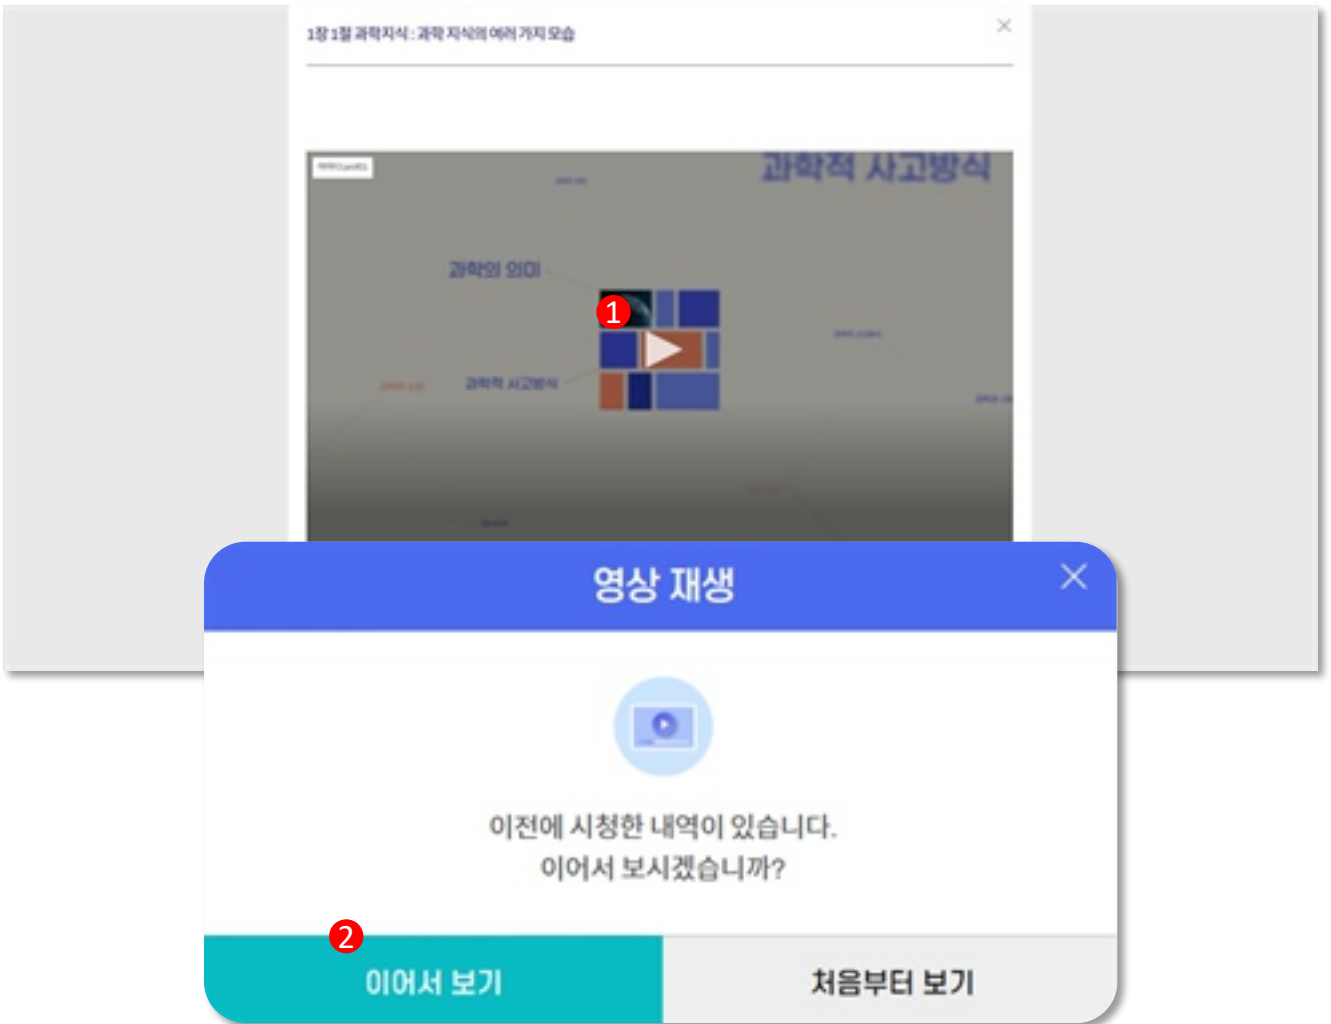 1장 1절 과학지식 : 과학 지식의 여러 가지 모습
과학적 사고방식
과학의 의미
1
과학적 사고방식
영상 재생
이전에 시청한 내역이 있습니다.
이어서 보시겠습니까?
2
이어서 보기
처음부터 보기